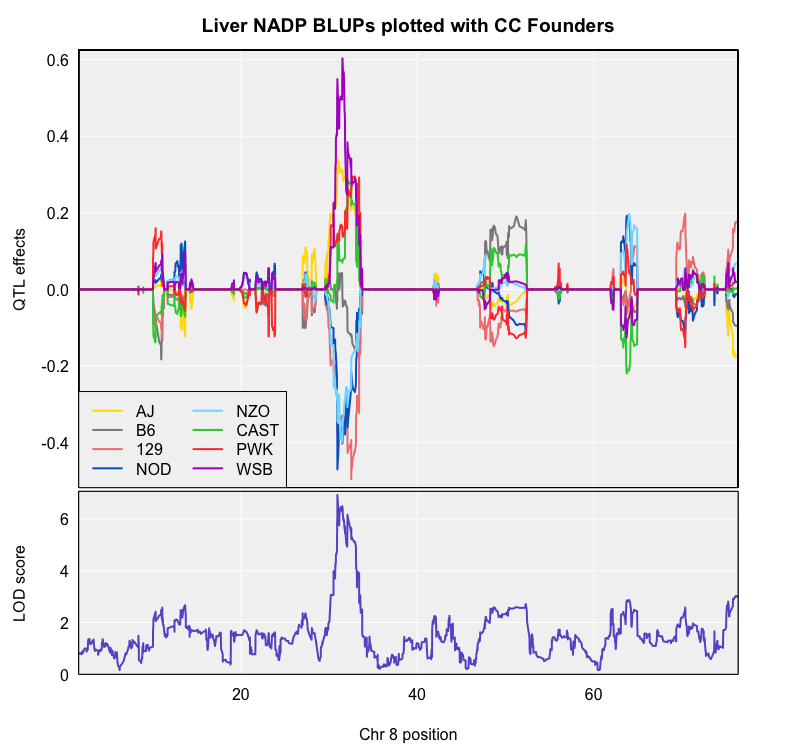 Liver NADP BLUPs plotted with CC Founders
QTL effects
0.6
0.4
0.2
0.0
-0.2
-0.4
AJ NZO
B6 CAST
129 PWK
NOD WSB
LOD score
6
4
2
0
20 40 60
Chr 8 position